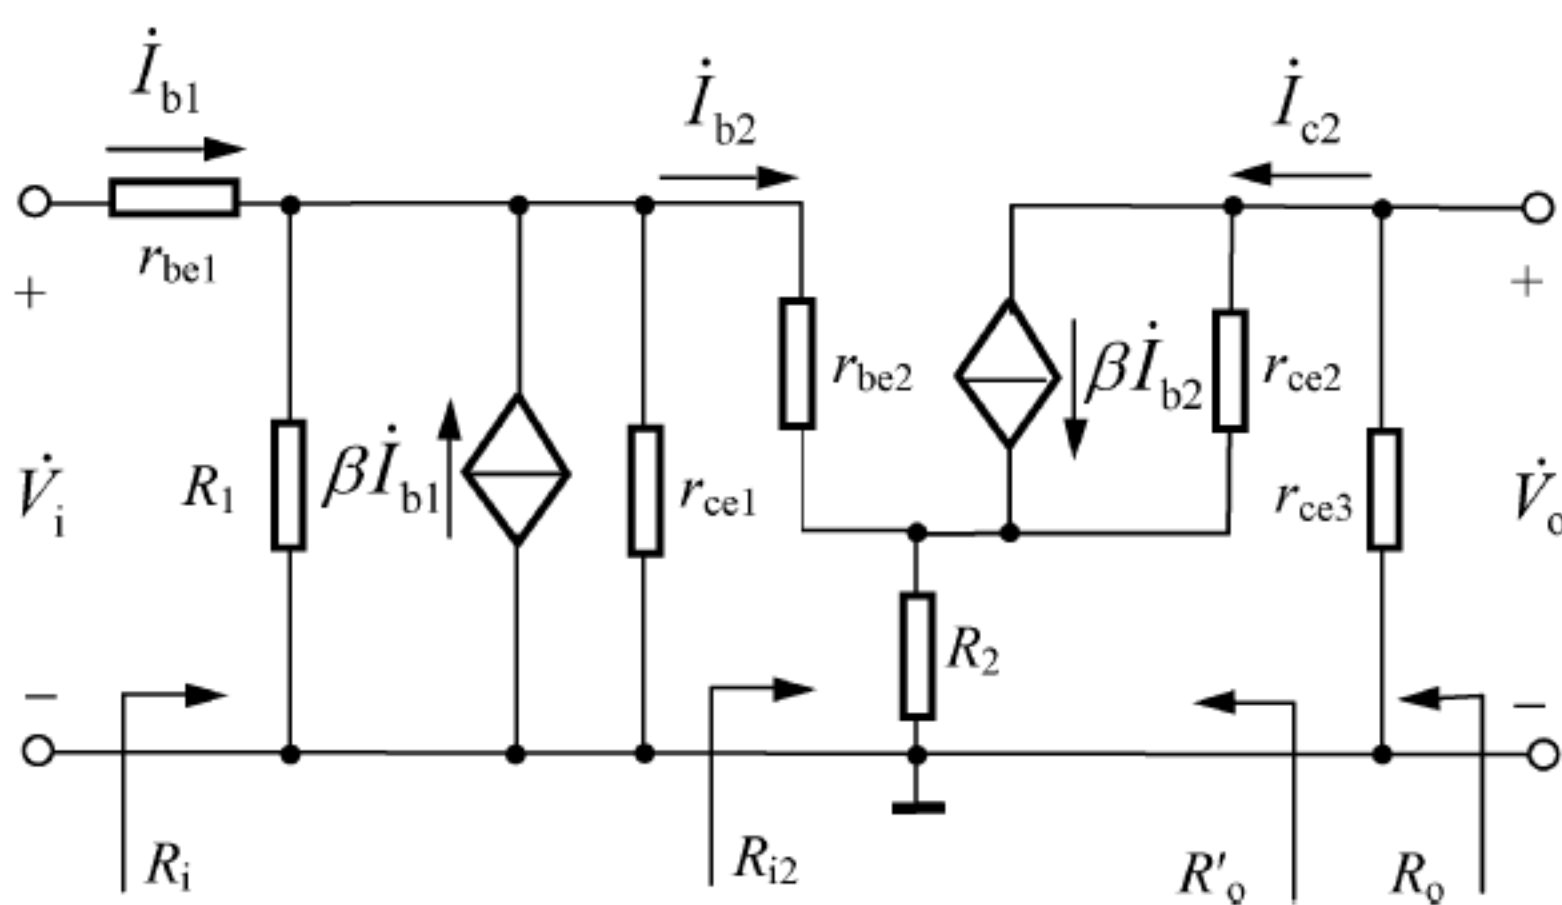 İb1
İb2
İc2
rbe1
+
+
rbe2
βİb2
rce2
V̇i
R1
βİb1
rce1
rce3
V̇o
R2
−
−
Ri
Ri2
R′o
Ro